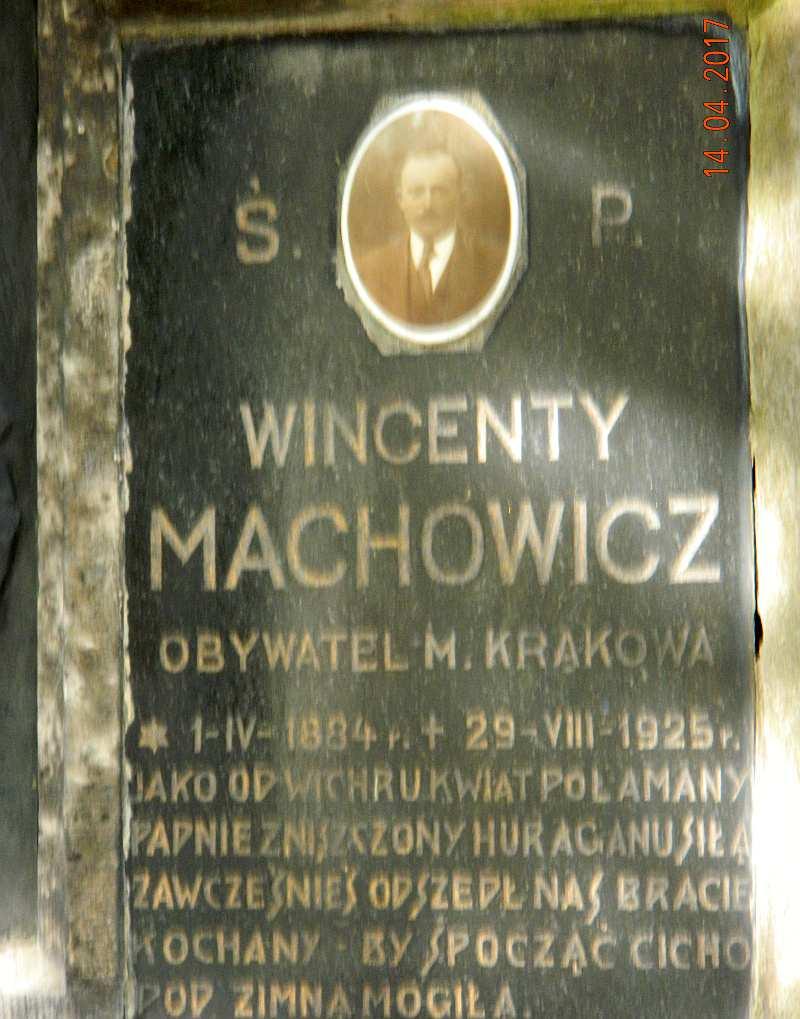 14.04.2017
Ś. P.
WINCENTY
MACHOWICZ
OBYWATEL M. KRAKOWA
* 1-IV-1884 r. + 29-VIII-1925 r.
JAKO OD WICHRU KWIAT POŁAMANY
PADNIE ZNISZCZONY HURAGANU SIŁĄ
ZAWCZEŚNIEŚ ODSZEDŁ NAŚ BRACIE
KOCHANY - BY SPOCZĄĆ CICHO
POD ZIMNĄ MOGIŁĄ.